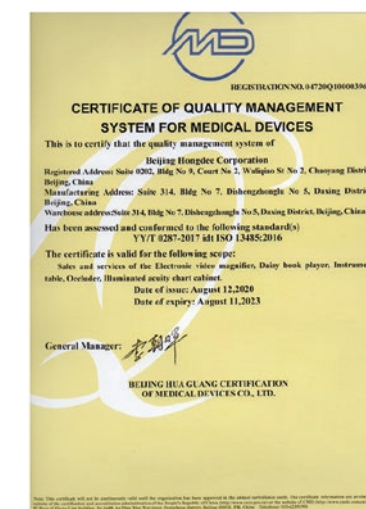 MD
REGISTRATION NO. 04720Q10000396
CERTIFICATE OF QUALITY MANAGEMENT
SYSTEM FOR MEDICAL DEVICES
This is to certify that the quality management system of
Beijing Hongdee Corporation
Registered Address: Suite 0202, Bldg No 9, Court No 2, Wuliqiao St No 2, Chaoyang Distri
Beijing, China
Manufacturing Address: Suite 314, Bldg No 7, Dishengzhonglu No 5, Daxing Distri
Beijing, China
Warehouse address:Suite 314, Bldg No 7, Dishengzhonglu No 5, Daxing District, Beijing, China
Has been assessed and conformed to the following standard(s)
YY/T 0287-2017 idt ISO 13485:2016
The certificate is valid for the following scope:
Sales and services of the Electronic video magnifier, Daisy book player, Instrume
table, Occluder, Illuminated acuity chart cabinet.
Date of issue: August 12,2020
Date of expiry: August 11,2023
General Manager:
BEIJING HUA GUANG CERTIFICATION
OF MEDICAL DEVICES CO., LTD.